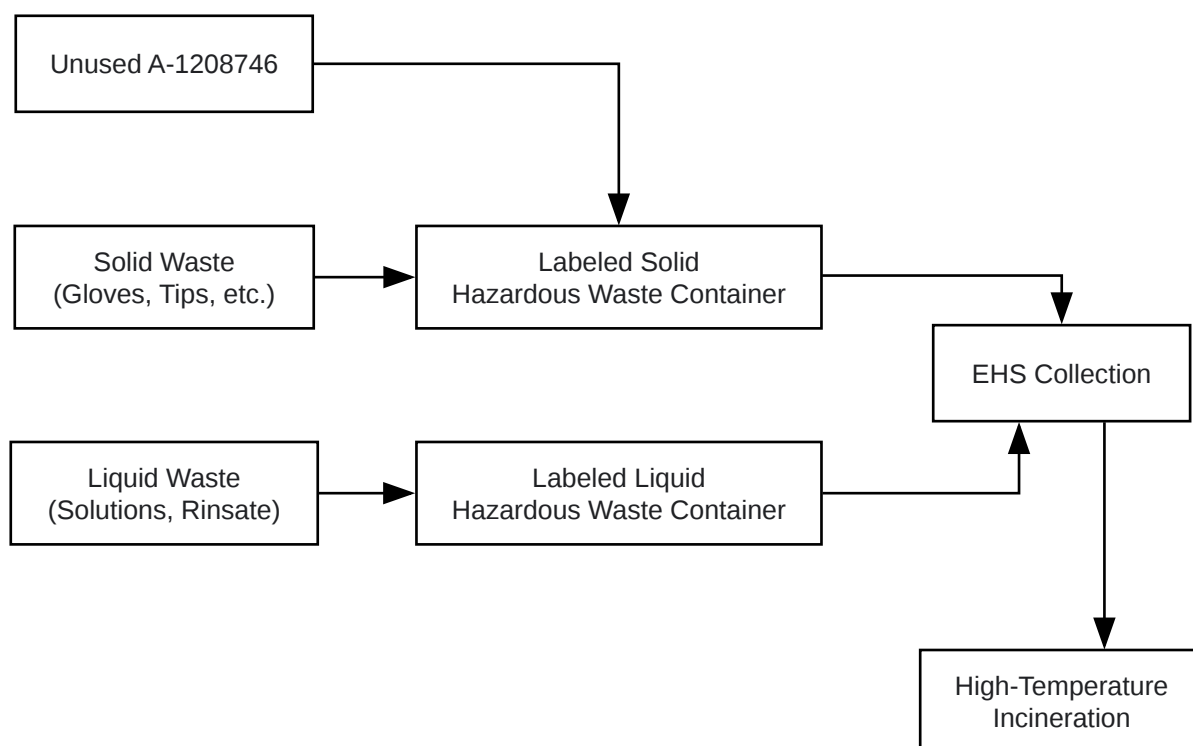 Unused A-1208746
Solid Waste
(Gloves, Tips, etc.)
Labeled Solid
Hazardous Waste Container
EHS Collection
Liquid Waste
(Solutions, Rinsate)
Labeled Liquid
Hazardous Waste Container
High-Temperature
Incineration